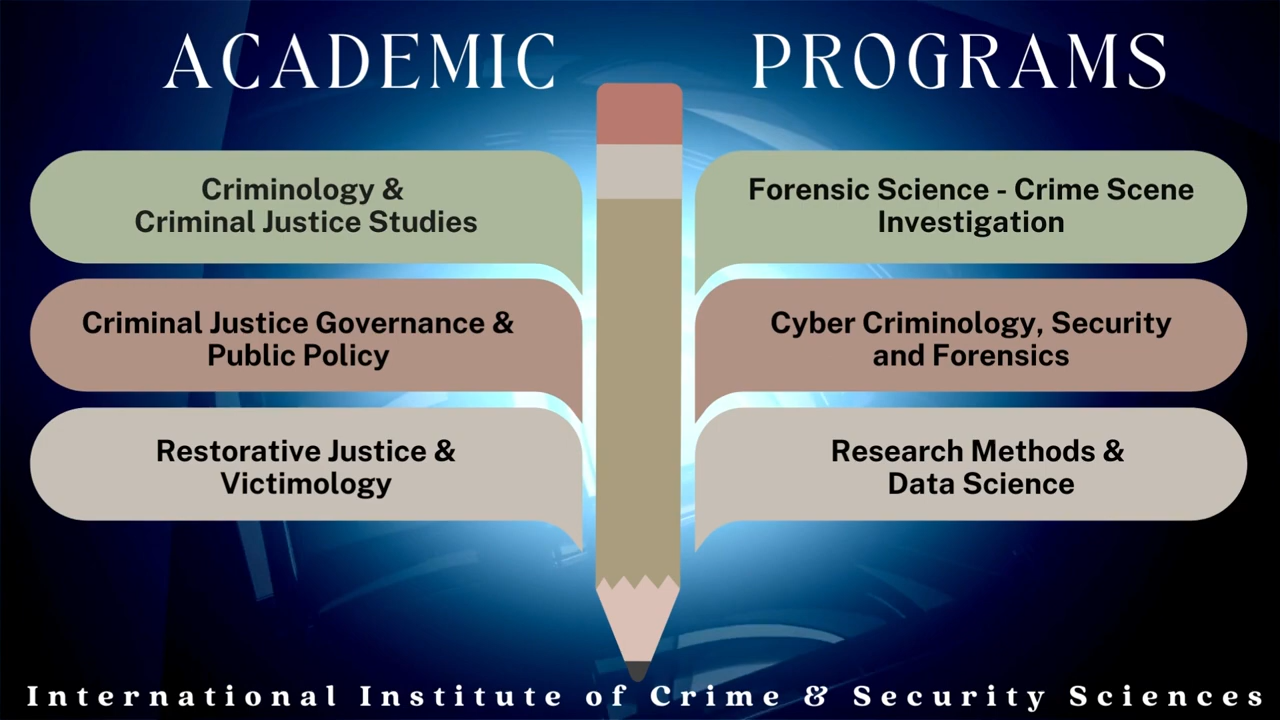 ACADEMIC PROGRAMS
Criminology &
Criminal Justice Studies
Forensic Science - Crime Scene
Investigation
Criminal Justice Governance &
Public Policy
Cyber Criminology, Security
and Forensics
Restorative Justice &
Victimology
Research Methods &
Data Science
International Institute of Crime & Security Sciences